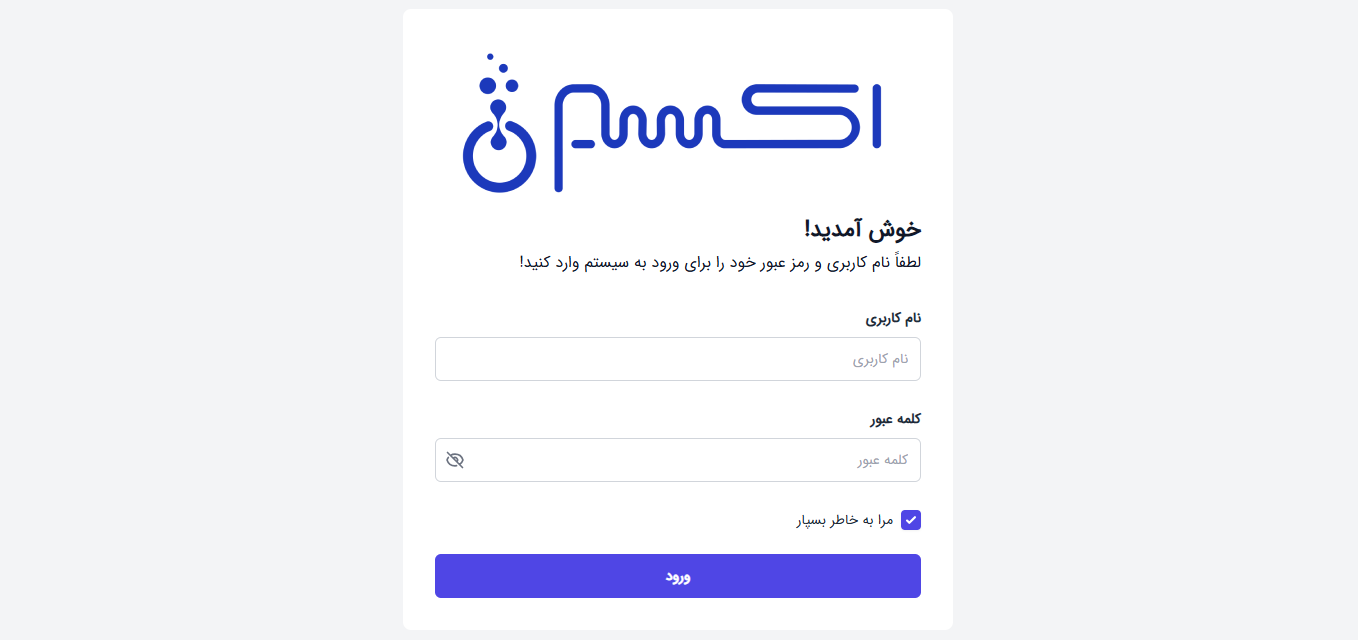 اکسیر
خوش آمدید!
لطفاً نام کاربری و رمز عبور خود را برای ورود به سیستم وارد کنید!
نام کاربری
نام کاربری
کلمه عبور
کلمه عبور
مرا به خاطر بسپار
ورود